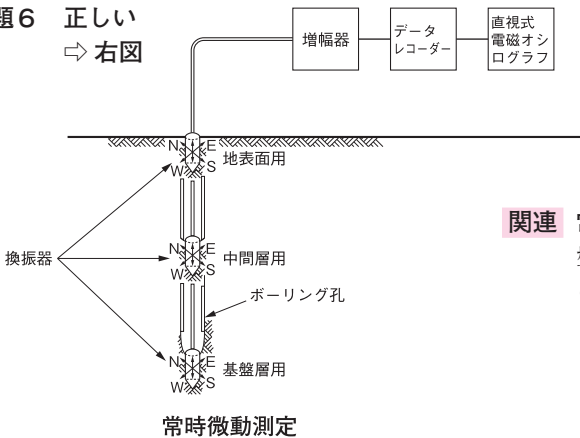 題6 正しい
⇨ 右図
増幅器
データ
レコーダー
直視式
電磁オシ
ログラフ
N E
W S
地表面用
換振器
N E
W S
中間層用
ボーリング孔
N E
W S
基盤層用
関連
常時微動測定